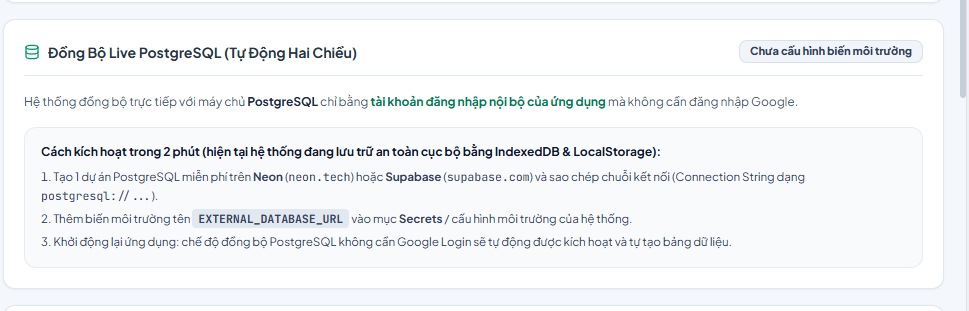 Đồng Bộ Live PostgreSQL (Tự Động Hai Chiều)
Chưa cấu hình biến môi trường
Hệ thống đồng bộ trực tiếp với máy chủ PostgreSQL chỉ bằng tài khoản đăng nhập nội bộ của ứng dụng mà không cần đăng nhập Google.
Cách kích hoạt trong 2 phút (hiện tại hệ thống đang lưu trữ an toàn cục bộ bằng IndexedDB & LocalStorage):
1. Tạo 1 dự án PostgreSQL miễn phí trên Neon (neon.tech) hoặc Supabase (supabase.com) và sao chép chuỗi kết nối (Connection String dạng
postgresql://...).
2. Thêm biến môi trường tên EXTERNAL_DATABASE_URL vào mục Secrets / cấu hình môi trường của hệ thống.
3. Khởi động lại ứng dụng: chế độ đồng bộ PostgreSQL không cần Google Login sẽ tự động được kích hoạt và tự tạo bảng dữ liệu.